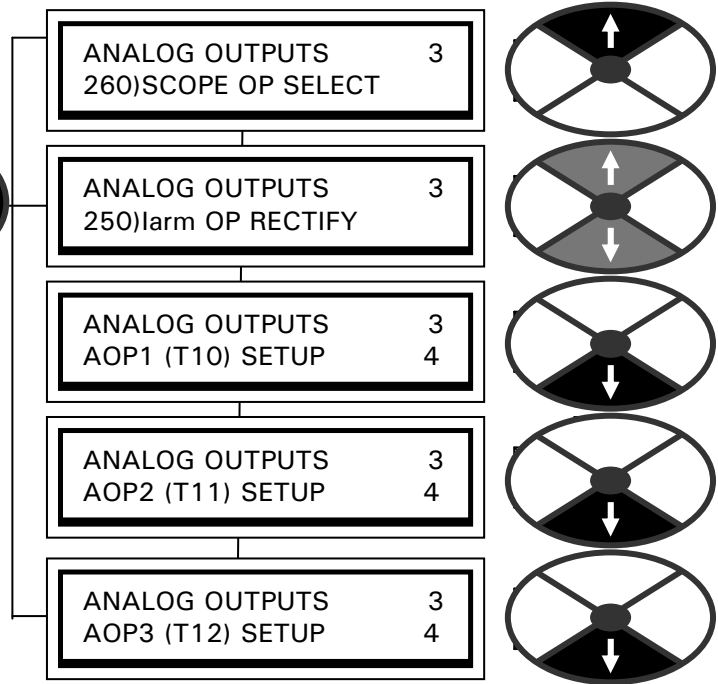 ANALOG OUTPUTS 3
260)SCOPE OP SELECT
ANALOG OUTPUTS 3
250)Iarm OP RECTIFY
ANALOG OUTPUTS 3
AOP1 (T10) SETUP 4
ANALOG OUTPUTS 3
AOP2 (T11) SETUP 4
ANALOG OUTPUTS 3
AOP3 (T12) SETUP 4